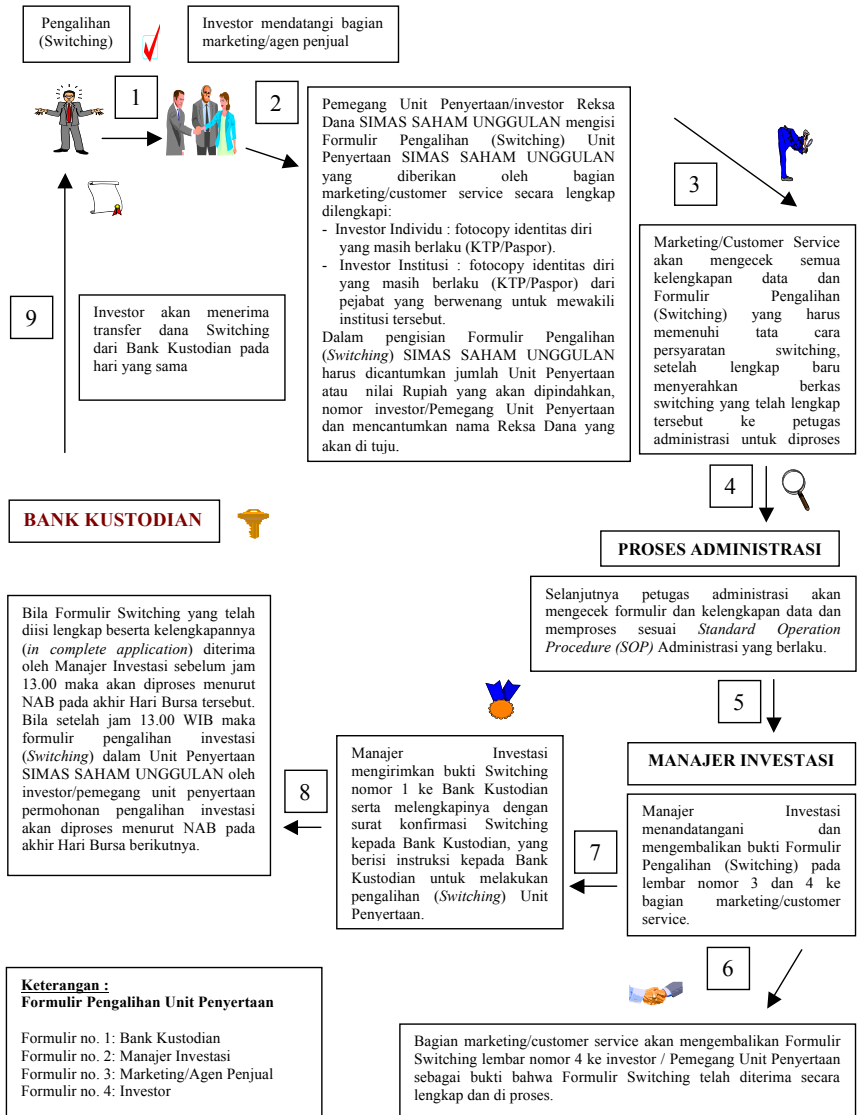 Pengalihan
(Switching)
Investor mendatangi bagian
marketing/agen penjual
1
2
Pemegang Unit Penyertaan/investor Reksa
Dana SIMAS SAHAM UNGGULAN mengisi
Formulir Pengalihan (Switching) Unit
Penyertaan SIMAS SAHAM UNGGULAN
yang diberikan oleh bagian
marketing/customer service secara lengkap
dilengkapi:
- Investor Individu : fotocopy identitas diri
yang masih berlaku (KTP/Paspor).
- Investor Institusi : fotocopy identitas diri
yang masih berlaku (KTP/Paspor) dari
pejabat yang berwenang untuk mewakili
institusi tersebut.
Dalam pengisian Formulir Pengalihan
(Switching) SIMAS SAHAM UNGGULAN
harus dicantumkan jumlah Unit Penyertaan
atau nilai Rupiah yang akan dipindahkan,
nomor investor/Pemegang Unit Penyertaan
dan mencantumkan nama Reksa Dana yang
akan di tuju.
3
Marketing/Customer Service
akan mengecek semua
kelengkapan data dan
Formulir Pengalihan
(Switching) yang harus
memenuhi tata cara
persyaratan switching,
setelah lengkap baru
menyerahkan berkas
switching yang telah lengkap
tersebut ke petugas
administrasi untuk diproses
9
Investor akan menerima
transfer dana Switching
dari Bank Kustodian pada
hari yang sama
4
BANK KUSTODIAN
PROSES ADMINISTRASI
Selanjutnya petugas administrasi akan
mengecek formulir dan kelengkapan data dan
memproses sesuai Standard Operation
Procedure (SOP) Administrasi yang berlaku.
5
MANAJER INVESTASI
Manajer Investasi
menandatangani dan
mengembalikan bukti Formulir
Pengalihan (Switching) pada
lembar nomor 3 dan 4 ke
bagian marketing/customer
service.
7
Manajer Investasi
mengirimkan bukti Switching
nomor 1 ke Bank Kustodian
serta melengkapinya dengan
surat konfirmasi Switching
kepada Bank Kustodian, yang
berisi instruksi kepada Bank
Kustodian untuk melakukan
pengalihan (Switching) Unit
Penyertaan.
8
Bila Formulir Switching yang telah
diisi lengkap beserta kelengkapannya
(in complete application) diterima
oleh Manajer Investasi sebelum jam
13.00 maka akan diproses menurut
NAB pada akhir Hari Bursa tersebut.
Bila setelah jam 13.00 WIB maka
formulir pengalihan investasi
(Switching) dalam Unit Penyertaan
SIMAS SAHAM UNGGULAN oleh
investor/pemegang unit penyertaan
permohonan pengalihan investasi
akan diproses menurut NAB pada
akhir Hari Bursa berikutnya.
6
Bagian marketing/customer service akan mengembalikan Formulir
Switching lembar nomor 4 ke investor / Pemegang Unit Penyertaan
sebagai bukti bahwa Formulir Switching telah diterima secara
lengkap dan di proses.
Keterangan :
Formulir Pengalihan Unit Penyertaan
Formulir no. 1: Bank Kustodian
Formulir no. 2: Manajer Investasi
Formulir no. 3: Marketing/Agen Penjual
Formulir no. 4: Investor